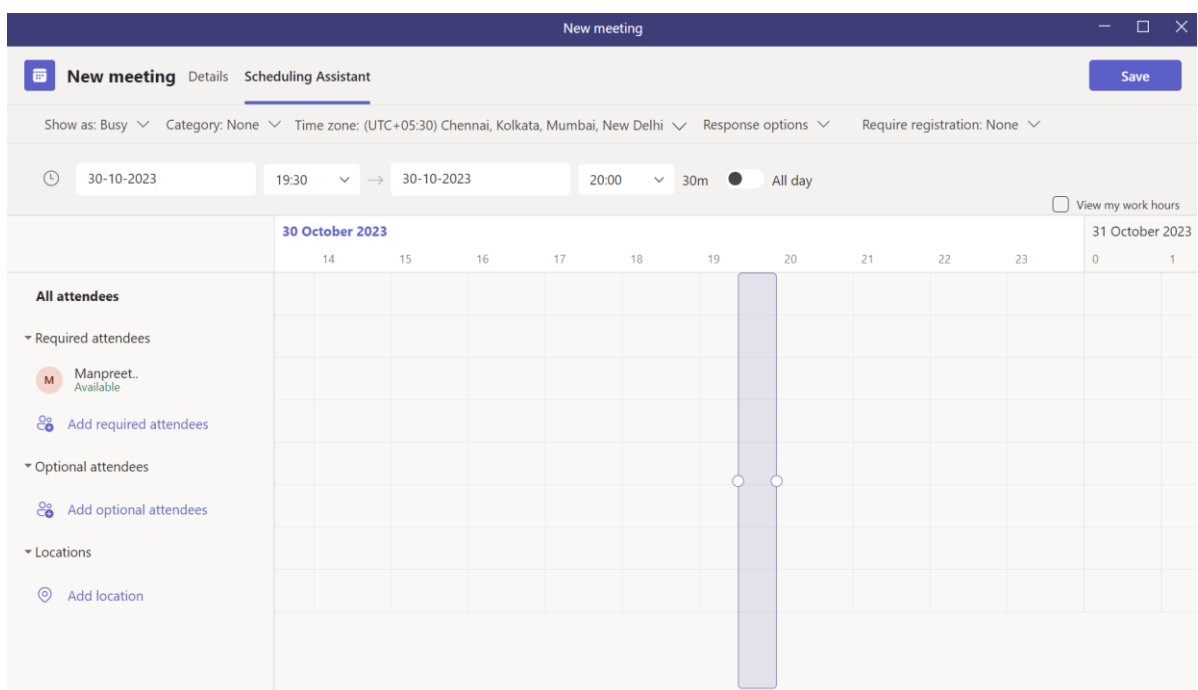 New meeting
New meeting Details Scheduling Assistant Save
Show as: Busy Category: None Time zone: (UTC+05:30) Chennai, Kolkata, Mumbai, New Delhi Response options Require registration: None
30-10-2023 19:30 → 30-10-2023 20:00 30m All day
View my work hours
30 October 2023 31 October 2023
14 15 16 17 18 19 20 21 22 23 0 1
All attendees
Required attendees
M Manpreet..
Available
Add required attendees
Optional attendees
Add optional attendees
Locations
Add location